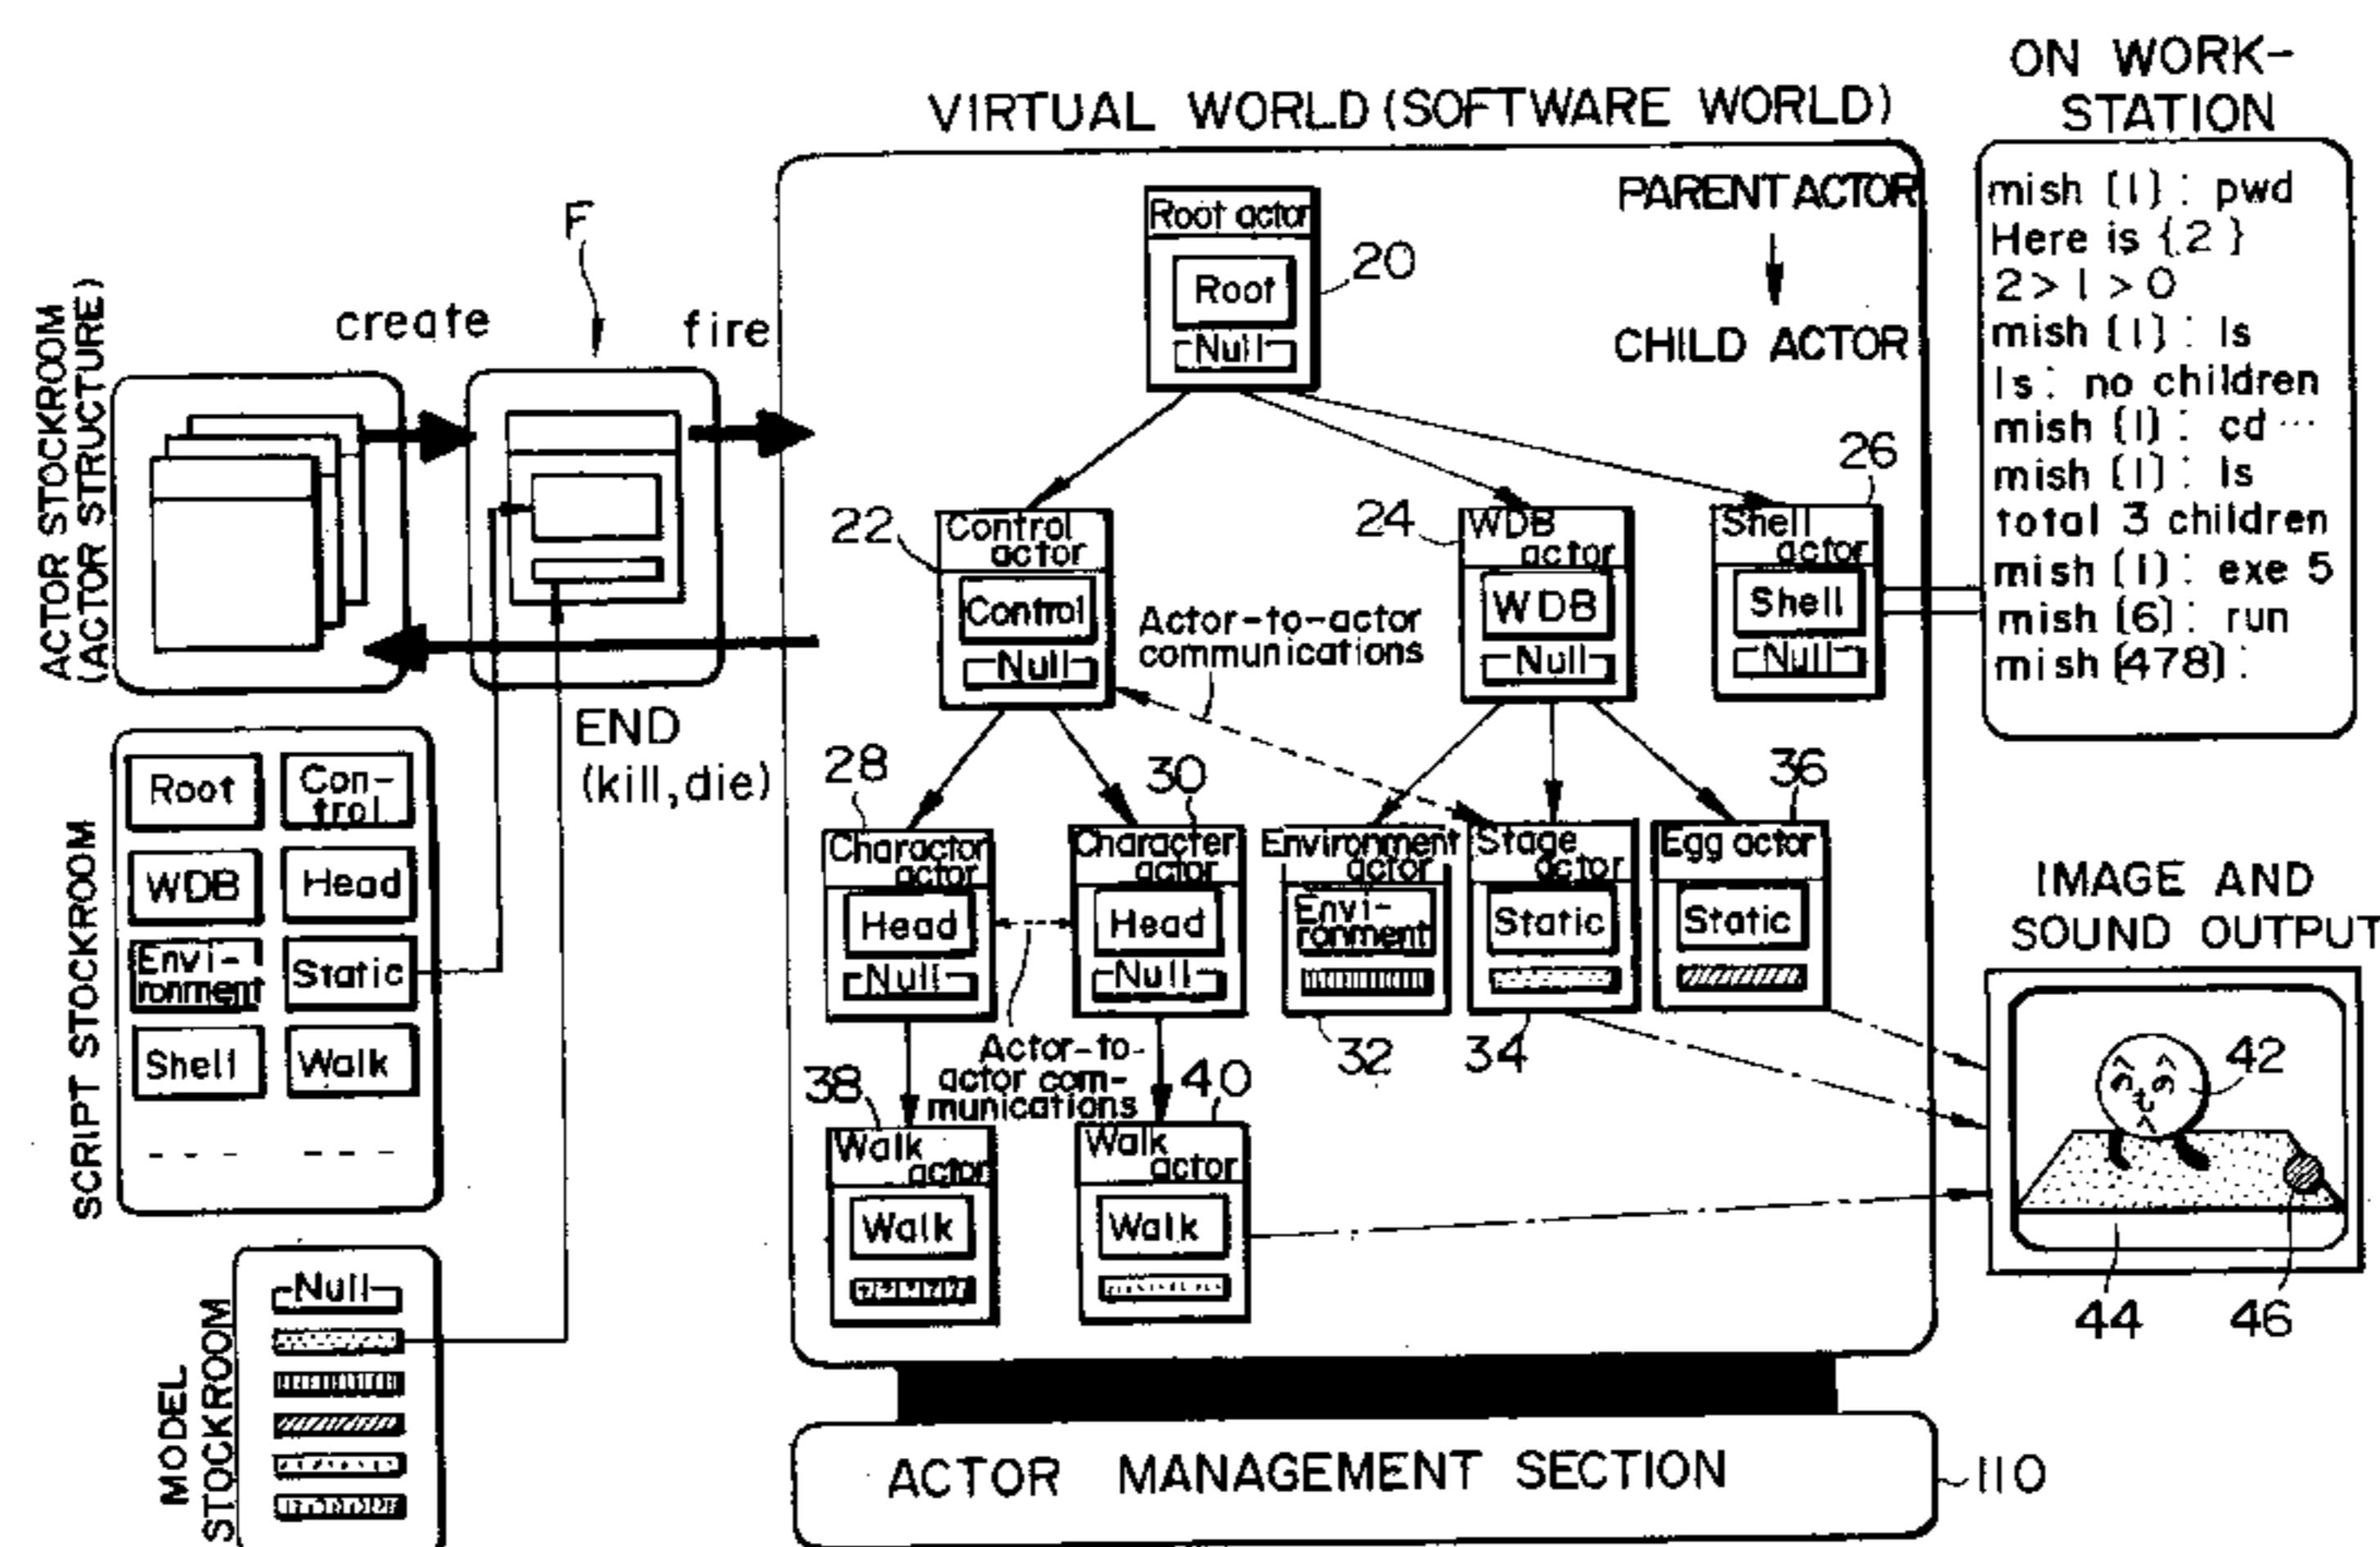 ON WORK-
STATION
VIRTUAL WORLD (SOFTWARE WORLD)
mish (1): pwd
Here is {2}
2>1>0
mish (1): ls
ls: no children
mish (1): cd ...
mish (1): ls
total 3 children
mish (1): exe 5
mish (6): run
mish (478):
PARENT ACTOR
CHILD ACTOR
Root actor
Root
Null
20
F
create
fire
ACTOR STOCKROOM
(ACTOR STRUCTURE)
END
(kill, die)
22
Control
actor
Control
Null
24
WDB
actor
WDB
Null
26
Shell
actor
Shell
Null
Actor-to-actor
communications
28
Charactor
actor
Head
Null
30
Character
actor
Head
Null
Environment
actor
Envi-
ronment
32
Stage
actor
Static
34
36
Egg actor
Static
Actor-to-
actor com-
munications
38
Walk
actor
Walk
40
Walk
actor
Walk
SCRIPT STOCKROOM
Root
Con-
trol
WDB
Head
Envi-
ronment
Static
Shell
Walk
MODEL
STOCKROOM
Null
IMAGE AND
SOUND OUTPUT
42
44
46
ACTOR MANAGEMENT SECTION
110